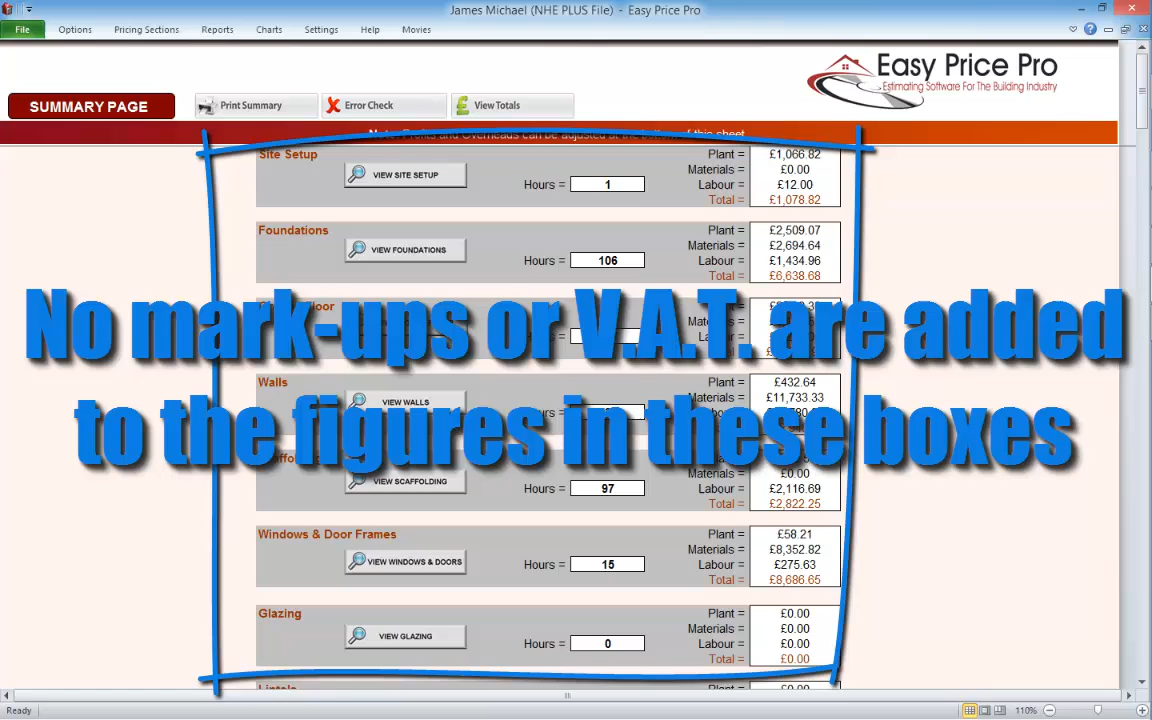 James Michael (NHE PLUS File) - Easy Price Pro
File Options Pricing Sections Reports Charts Settings Help Movies
Easy Price Pro
Estimating Software For The Building Industry
SUMMARY PAGE Print Summary Error Check View Totals
Site Setup
VIEW SITE SETUP
Hours = 1
Plant = £1,066.82
Materials = £0.00
Labour = £12.00
Total = £1,078.82
Foundations
VIEW FOUNDATIONS
Hours = 106
Plant = £2,509.07
Materials = £2,694.64
Labour = £1,434.96
Total = £6,638.68
No mark-ups or V.A.T. are added
to the figures in these boxes
Walls
VIEW WALLS
Plant = £432.64
Materials = £11,733.33
VIEW SCAFFOLDING
Hours = 97
Materials = £0.00
Labour = £2,116.69
Total = £2,822.25
Windows & Door Frames
VIEW WINDOWS & DOORS
Hours = 15
Plant = £58.21
Materials = £8,352.82
Labour = £275.63
Total = £8,686.65
Glazing
VIEW GLAZING
Hours = 0
Plant = £0.00
Materials = £0.00
Labour = £0.00
Total = £0.00
Lintels
Plant = £0.00
Ready 110%